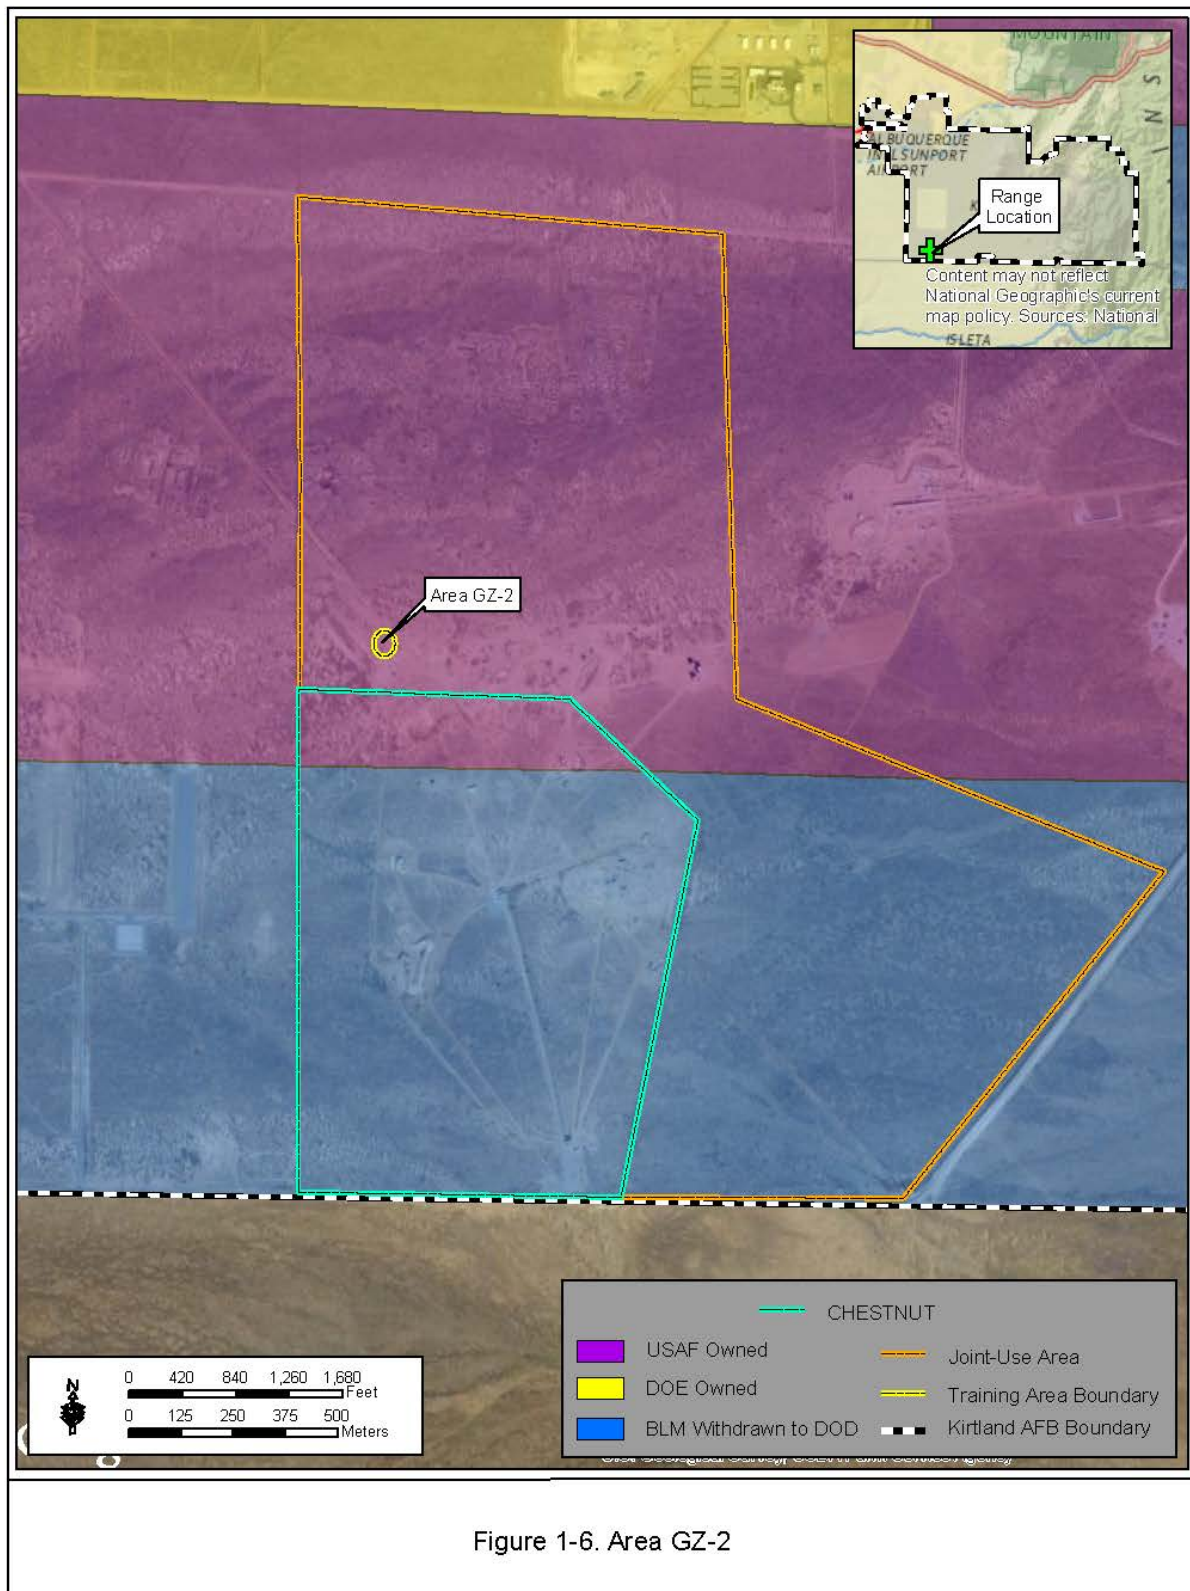 MOUNTAIN
I N S
ALBUQUERQUE
INTL SUNPORT
AIRPORT
K
Range
Location
Content may not reflect
National Geographic's current
map policy. Sources: National
ISLETA
Area GZ-2
CHESTNUT
USAF Owned
DOE Owned
BLM Withdrawn to DOD
Joint-Use Area
Training Area Boundary
Kirtland AFB Boundary
N
0 420 840 1,260 1,680
Feet
0 125 250 375 500
Meters
Figure 1-6. Area GZ-2